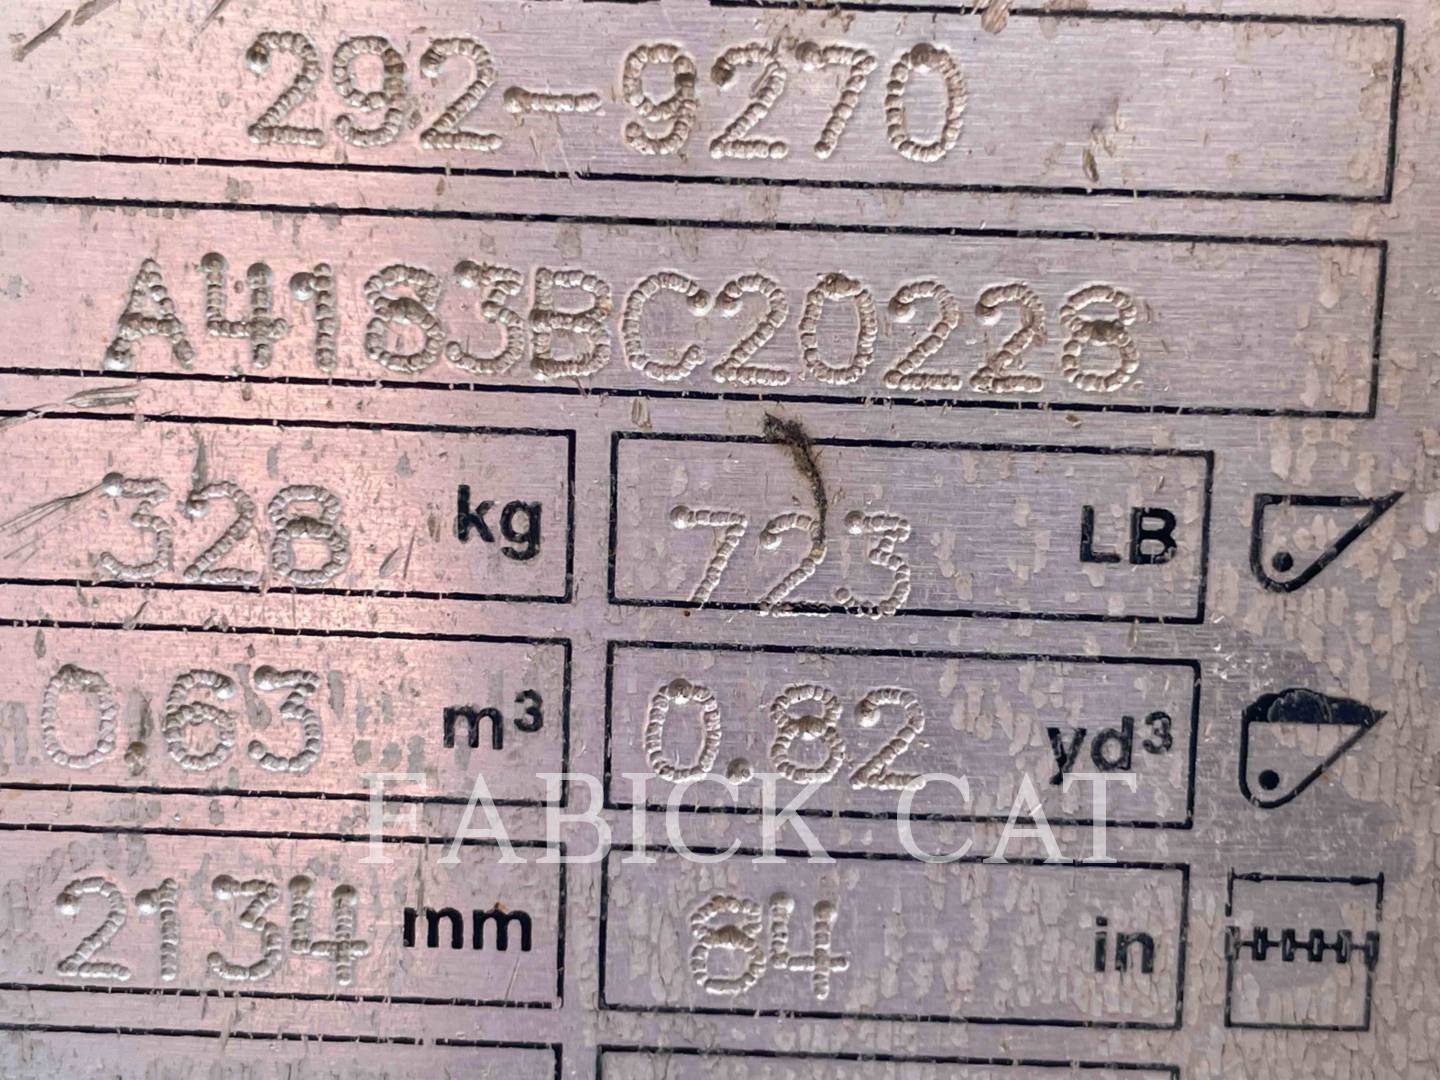 292-9270
A4183BC20228
328 kg 723 LB
0.63 m³ 0.82 yd³
FABICK CAT
2134 mm 84 in